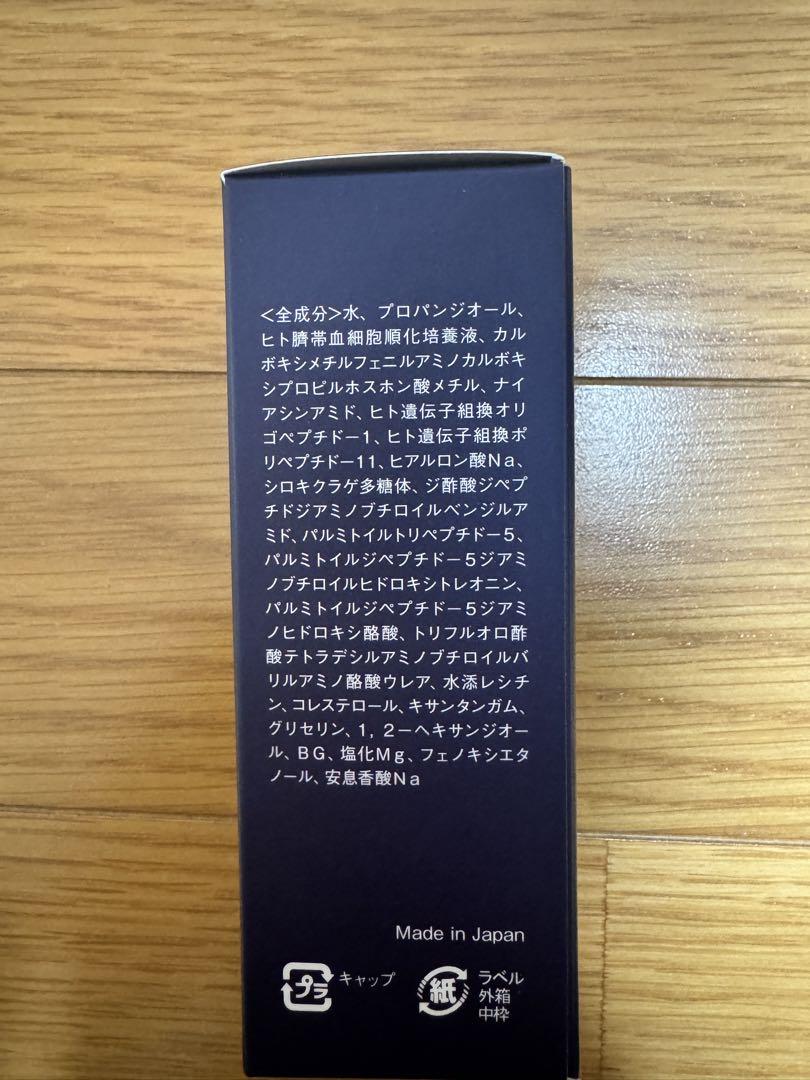 <全成分>水、プロパンジオール、
ヒト臍帯血細胞順化培養液、カル
ボキシメチルフェニルアミノカルボキ
シプロピルホスホン酸メチル、ナイ
アシンアミド、ヒト遺伝子組換オリ
ゴペプチドー1、ヒト遺伝子組換ポ
リペプチドー11、ヒアルロン酸Na、
シロキクラゲ多糖体、ジ酢酸ジペプ
チドジアミノブチロイルベンジルア
ミド、パルミトイルトリペプチドー5、
パルミトイルジペプチドー5ジアミ
ノブチロイルヒドロキシトレオニン、
パルミトイルジペプチドー5ジアミ
ノヒドロキシ酪酸、トリフルオロ酢
酸テトラデシルアミノブチロイルバ
リルアミノ酪酸ウレア、水添レシチ
ン、コレステロール、キサンタンガム、
グリセリン、1,2ーヘキサンジオー
ル、BG、塩化Mg、フェノキシエタ
ノール、安息香酸Na
Made in Japan
プラ キャップ
紙 ラベル
外箱
中枠